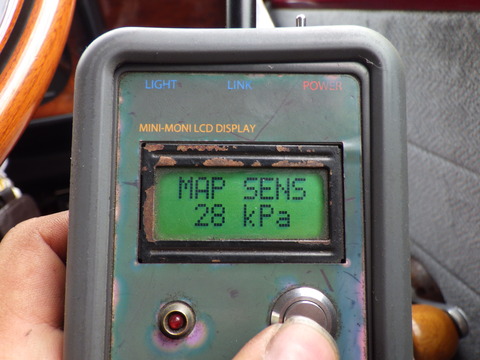 LIGHT LINK POWER
MINI-MONI LCD DISPLAY
MAP SENS
28 kPa